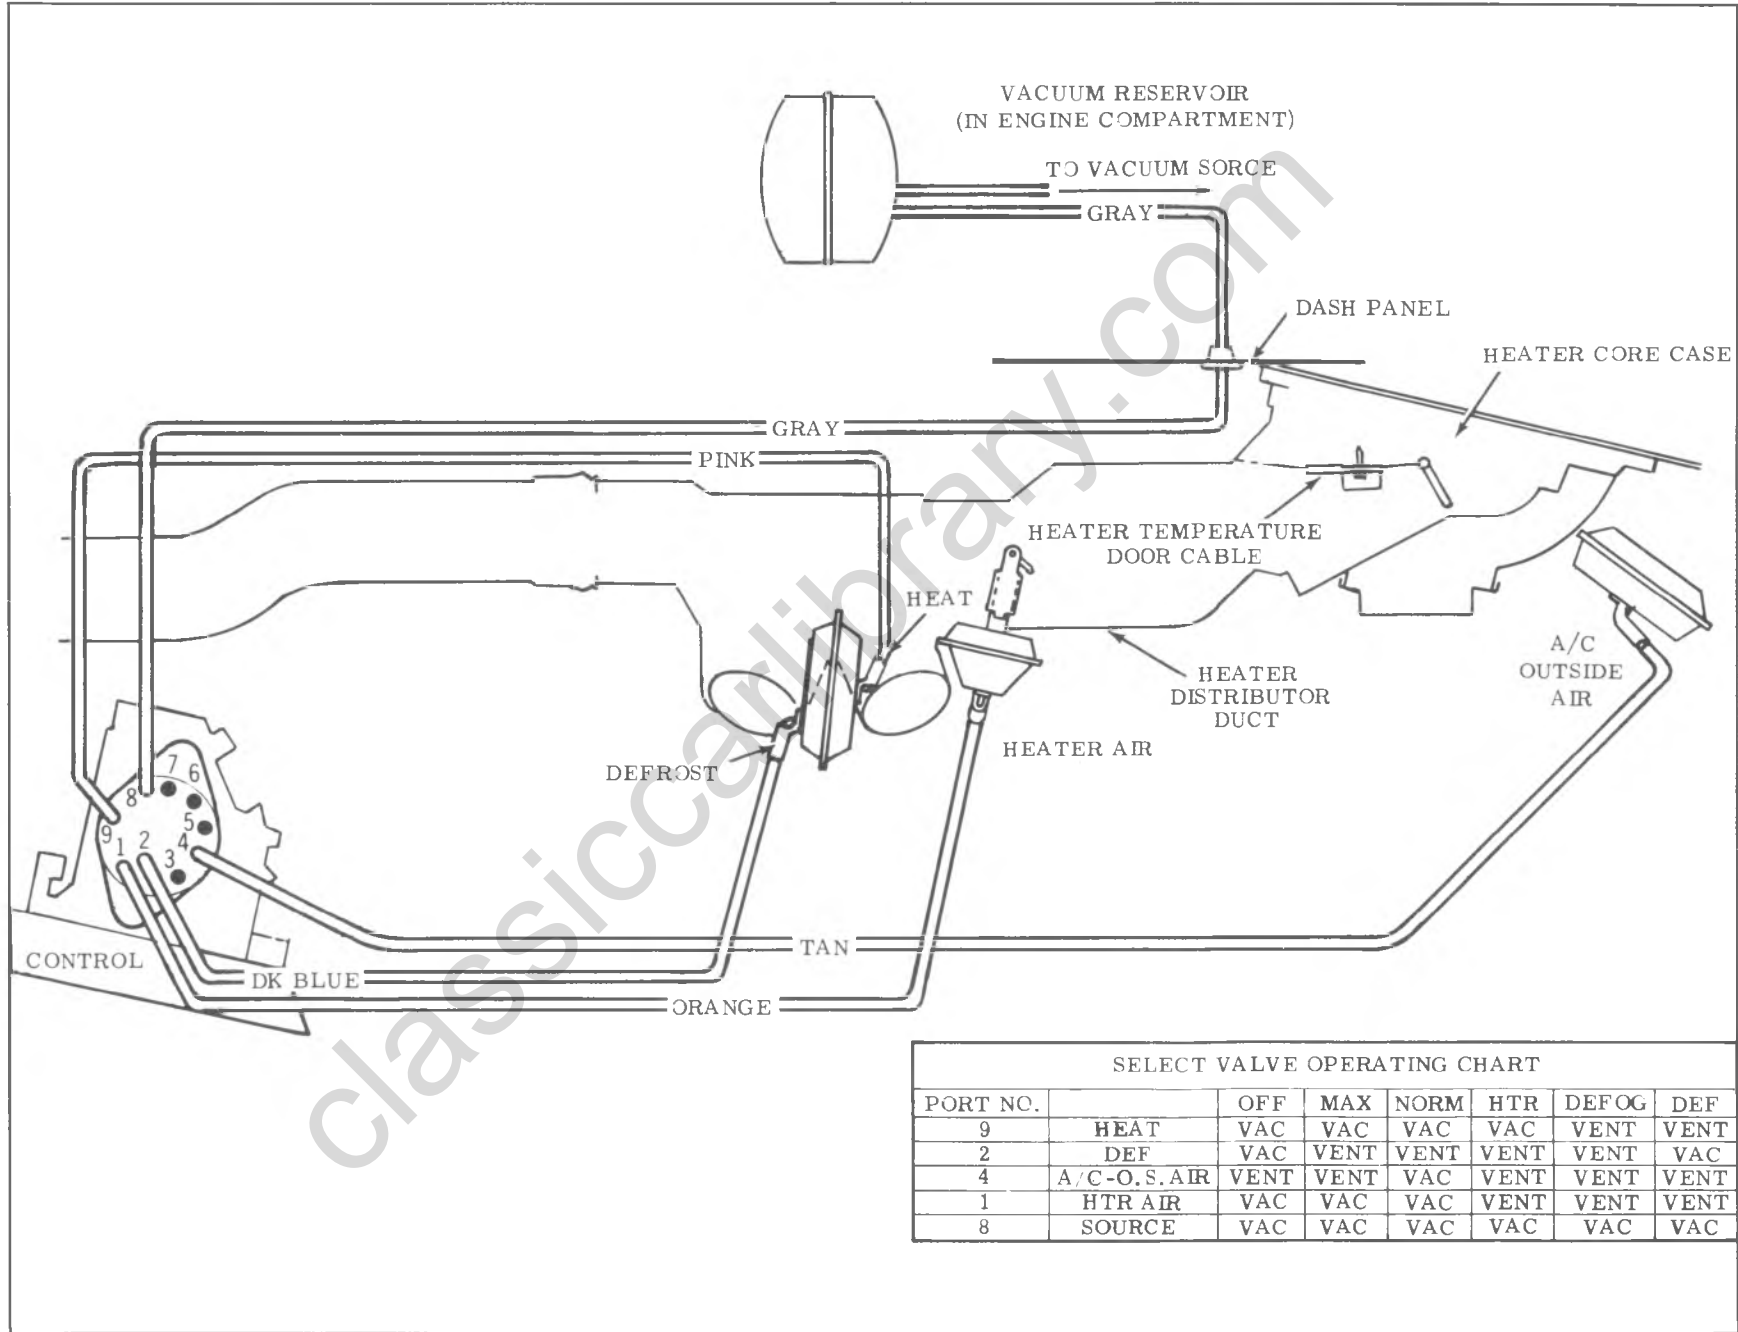 VACUUM RESERVOIR
(IN ENGINE COMPARTMENT)
TO VACUUM SORCE
GRAY
DASH PANEL
HEATER CORE CASE
GRAY
PINK
HEATER TEMPERATURE
DOOR CABLE
HEAT
A/C
OUTSIDE
AIR
HEATER
DISTRIBUTOR
DUCT
HEATER AIR
DEFROST
7
6
8
5
9
1
2
4
3
CONTROL
TAN
DK BLUE
ORANGE
SELECT VALVE OPERATING CHART
PORT NO. OFF MAX NORM HTR DEFOG DEF
9 HEAT VAC VAC VAC VAC VENT VENT
2 DEF VAC VENT VENT VENT VENT VAC
4 A/C-O.S.AIR VENT VENT VAC VENT VENT VENT
1 HTR AIR VAC VAC VAC VENT VENT VENT
8 SOURCE VAC VAC VAC VAC VAC VAC
classiccarlibrary.com